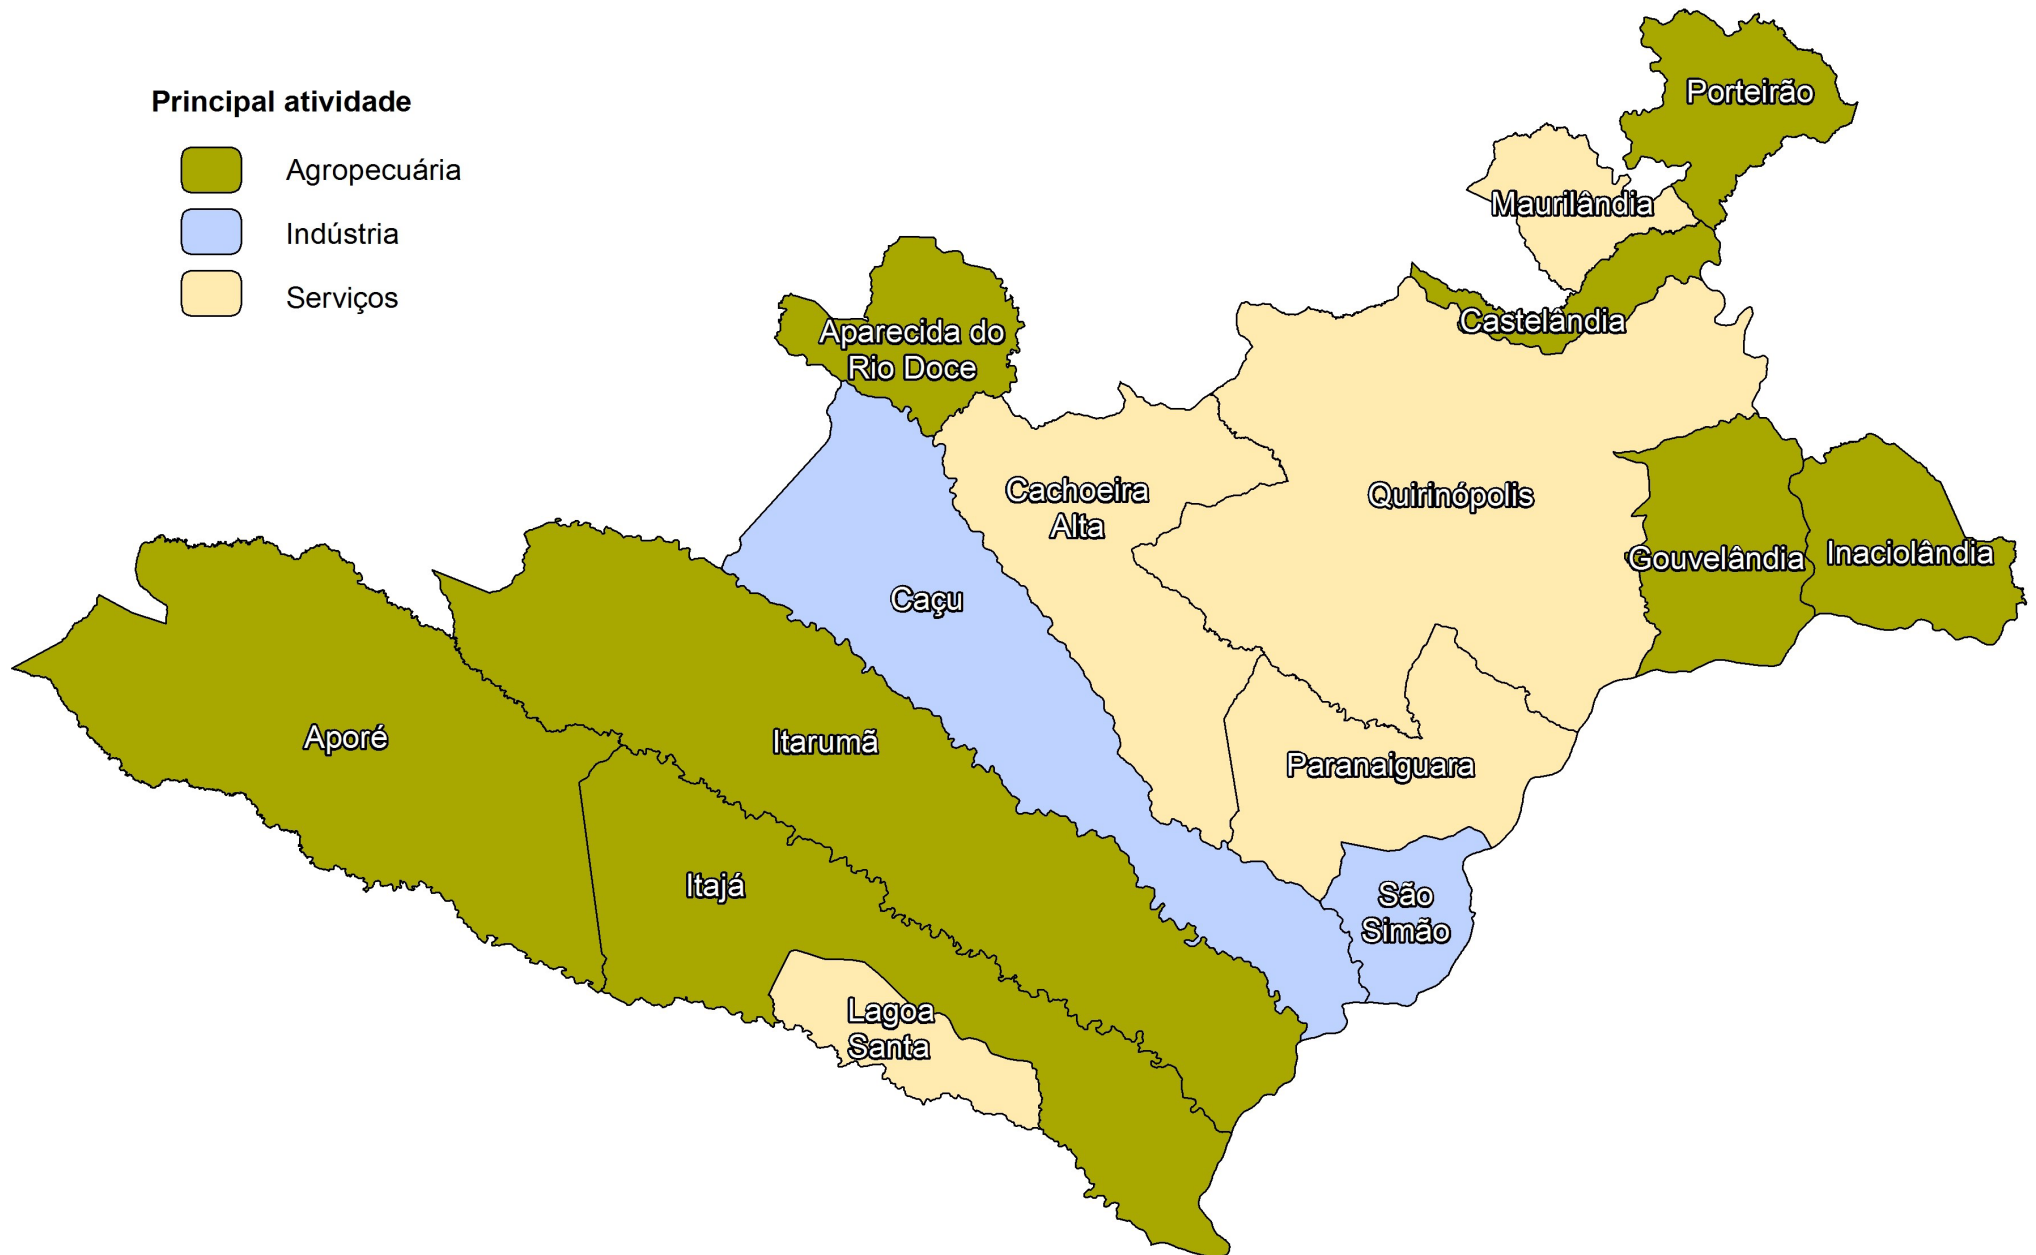 Principal atividade
Agropecuária
Indústria
Serviços
Porteirão
Maurilândia
Castelândia
Aparecida do
Rio Doce
Cachoeira
Alta
Quirinópolis
Gouvelândia
Inaciolândia
Caçu
Aporé
Itarumã
Paranaiguara
Itajá
São
Simão
Lagoa
Santa